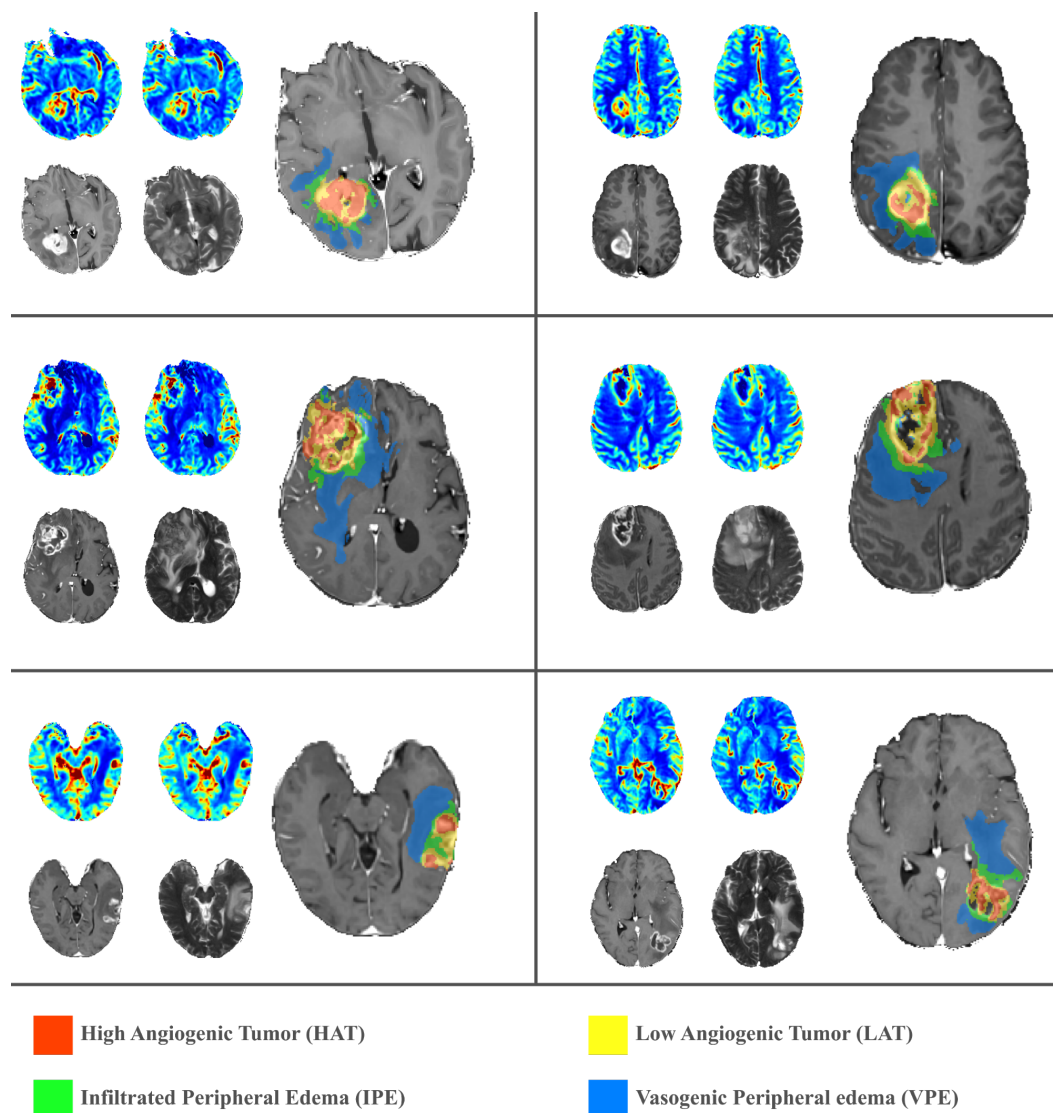 High Angiogenic Tumor (HAT)
Low Angiogenic Tumor (LAT)
Infiltrated Peripheral Edema (IPE)
Vasogenic Peripheral edema (VPE)